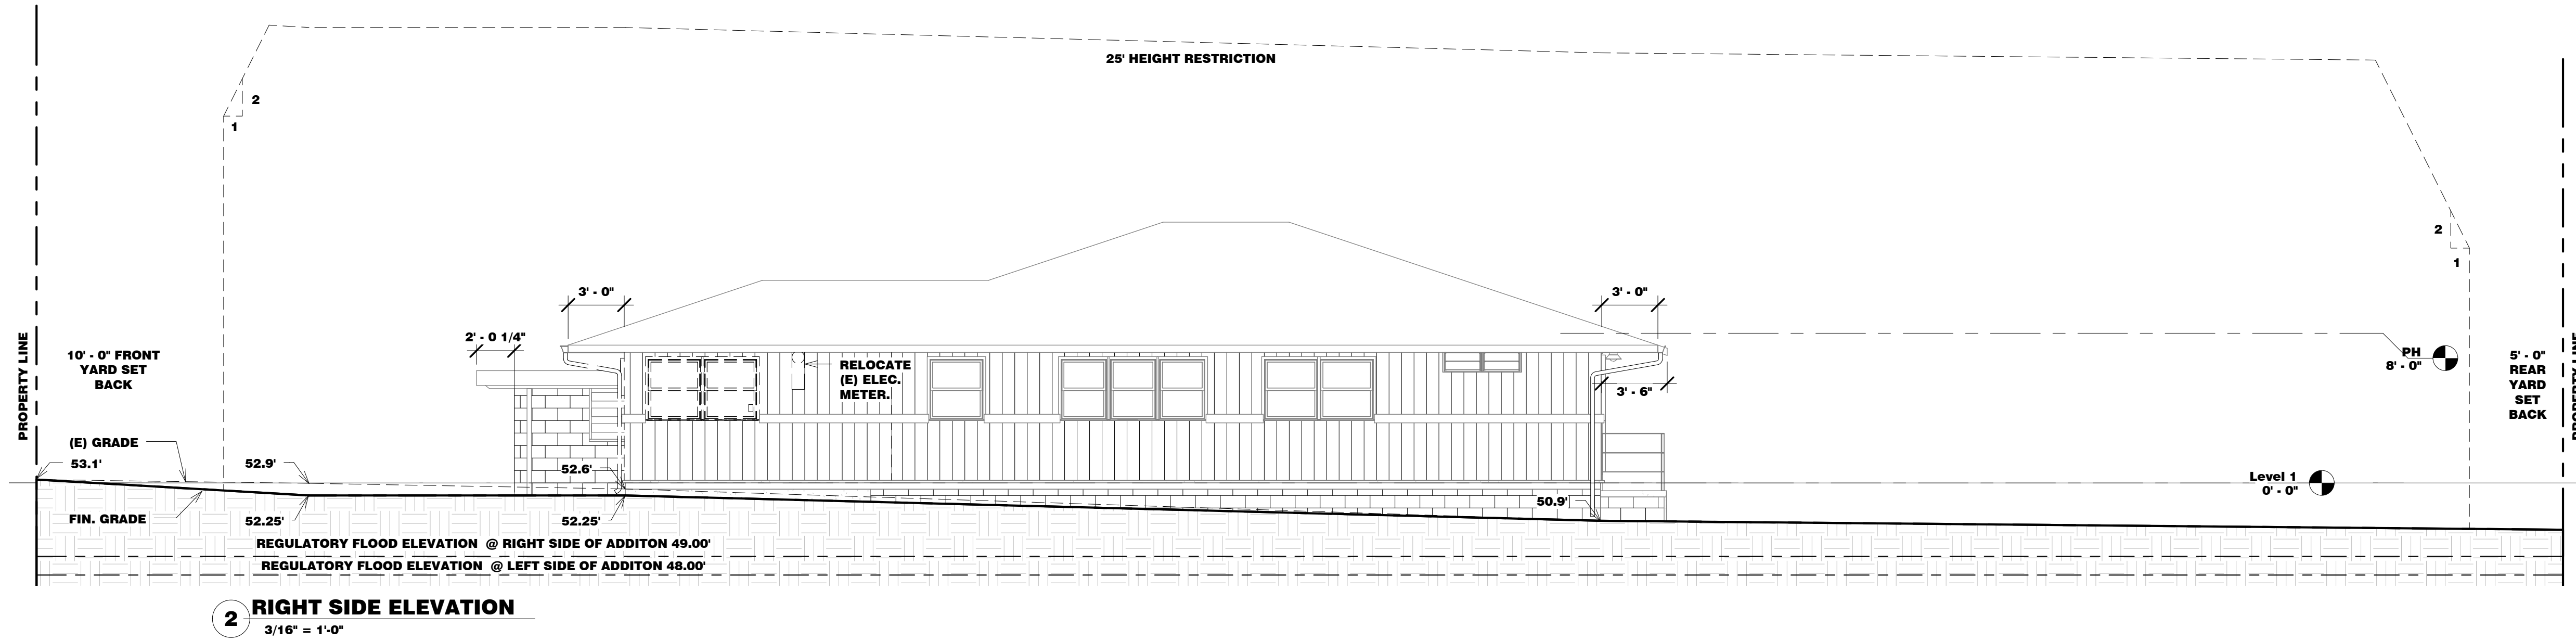 25' HEIGHT RESTRICTION
2
1
2
1
3' - 0"
3' - 0"
2' - 0 1/4"
PROPERTY LINE
10' - 0" FRONT
YARD SET
BACK
RELOCATE
(E) ELEC.
METER.
3' - 6"
PH
8' - 0"
5' - 0"
REAR
YARD
SET
BACK
PROPERTY LINE
(E) GRADE
53.1'
52.9'
52.6'
Level 1
0' - 0"
50.9'
FIN. GRADE
52.25'
52.25'
REGULATORY FLOOD ELEVATION @ RIGHT SIDE OF ADDITON 49.00'
REGULATORY FLOOD ELEVATION @ LEFT SIDE OF ADDITON 48.00'
2 RIGHT SIDE ELEVATION
3/16" = 1'-0"